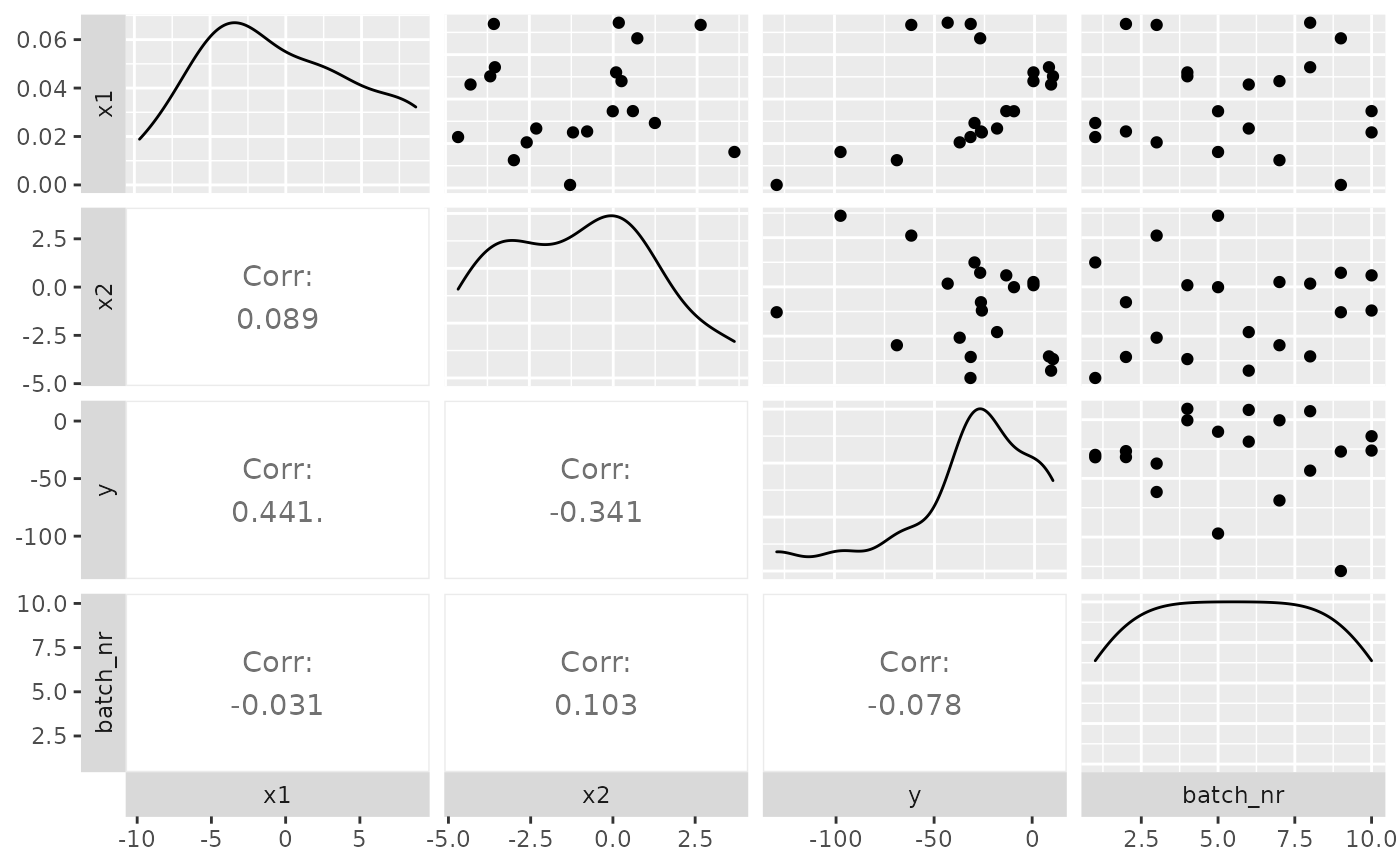 0.06
0.04
0.02
0.00
x1
2.5
0.0
-2.5
-5.0
x2
Corr:
0.089
0
-50
-100
y
Corr:
0.441.
Corr:
-0.341
10.0
7.5
5.0
2.5
batch_nr
Corr:
-0.031
Corr:
0.103
Corr:
-0.078
x1 x2 y batch_nr
-10 -5 0 5 -5.0 -2.5 0.0 2.5 -100 -50 0 2.5 5.0 7.5 10.0